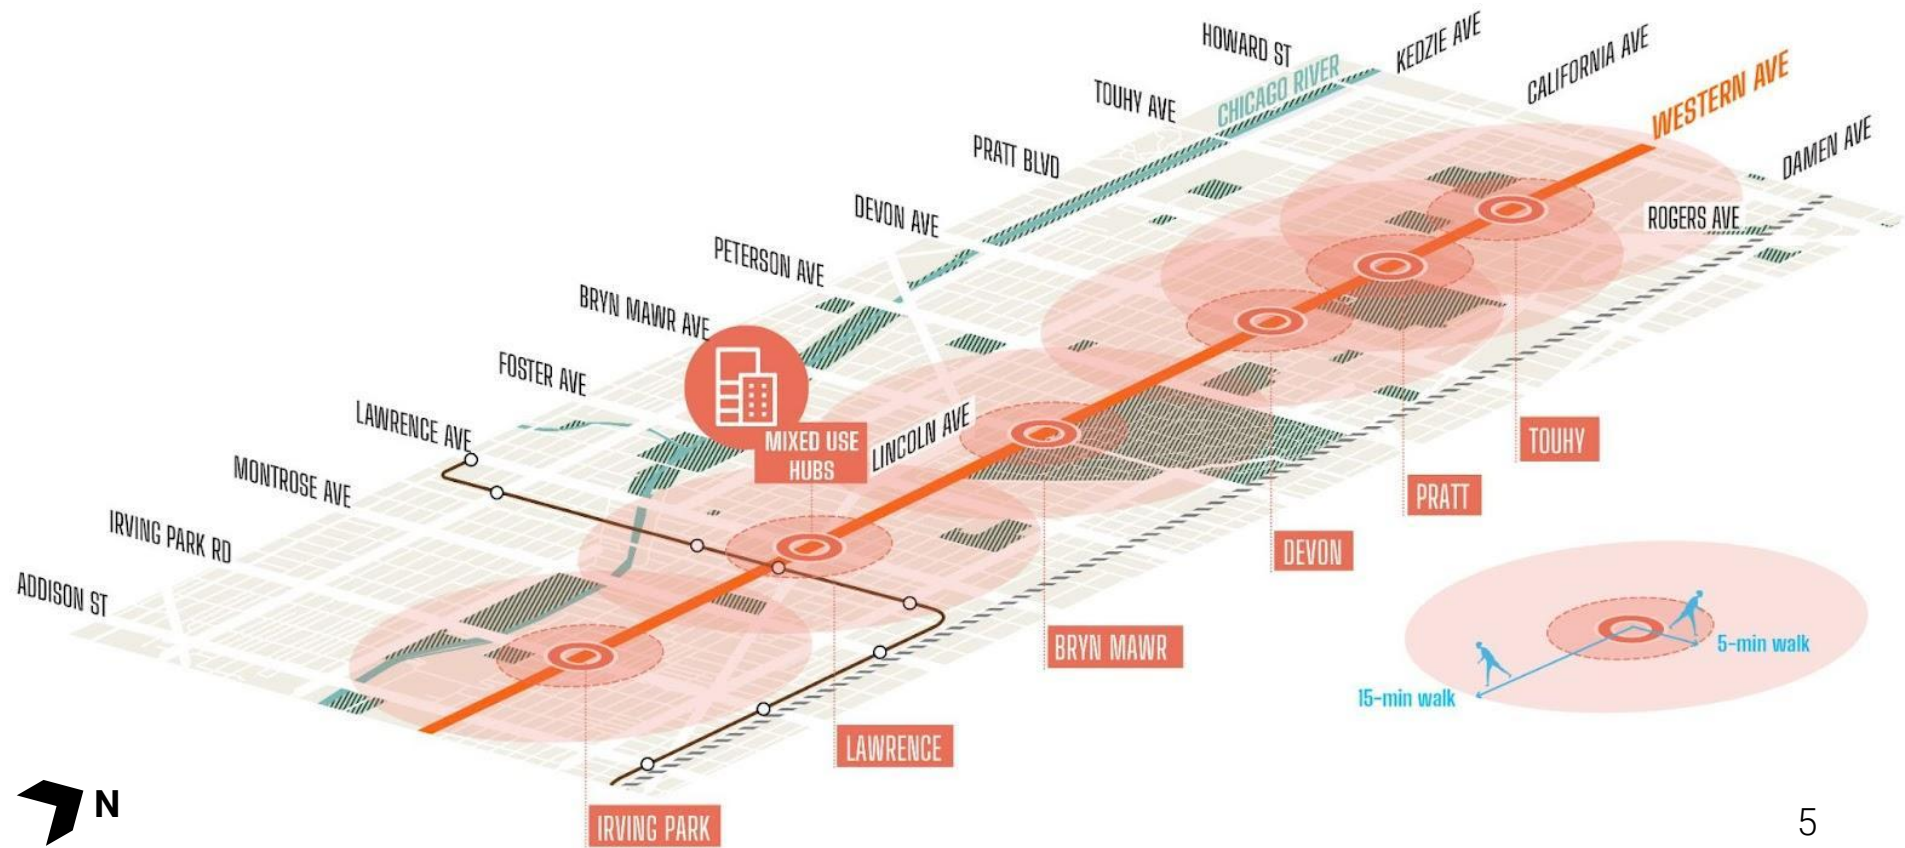 HOWARD ST
KEDZIE AVE
CALIFORNIA AVE
WESTERN AVE
DAMEN AVE
CHICAGO RIVER
TOUHY AVE
PRATT BLVD
DEVON AVE
ROGERS AVE
PETERSON AVE
BRYN MAWR AVE
FOSTER AVE
LAWRENCE AVE
MIXED USE
HUBS
LINCOLN AVE
MONTROSE AVE
IRVING PARK RD
ADDISON ST
TOUHY
PRATT
DEVON
BRYN MAWR
LAWRENCE
IRVING PARK
5-min walk
15-min walk
N
5